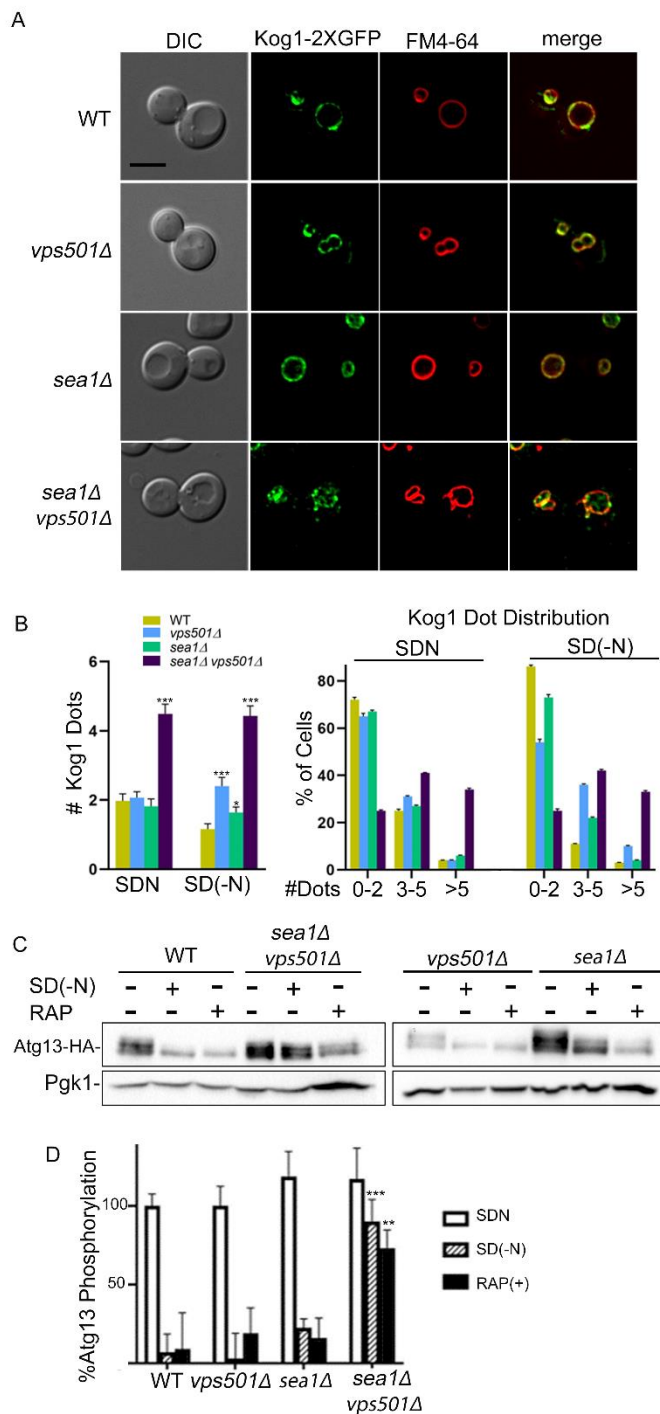 A
DIC Kog1-2XGFP FM4-64 merge
WT
vps501Δ
sea1Δ
sea1Δ
vps501Δ
B
WT
vps501Δ
sea1Δ
sea1Δ vps501Δ
# Kog1 Dots
6
4
2
0
*** *** * ***
SDN SD(-N)
Kog1 Dot Distribution
SDN SD(-N)
% of Cells
80
60
40
20
0
#Dots 0-2 3-5 >5 0-2 3-5 >5
C
WT sea1Δ vps501Δ vps501Δ sea1Δ
SD(-N) - + - - + - - + - - + -
RAP - - + - - + - - + - - +
Atg13-HA-
Pgk1-
D
%Atg13 Phosphorylation
100
50
*** **
SDN
SD(-N)
RAP(+)
WT vps501Δ sea1Δ sea1Δ
vps501Δ